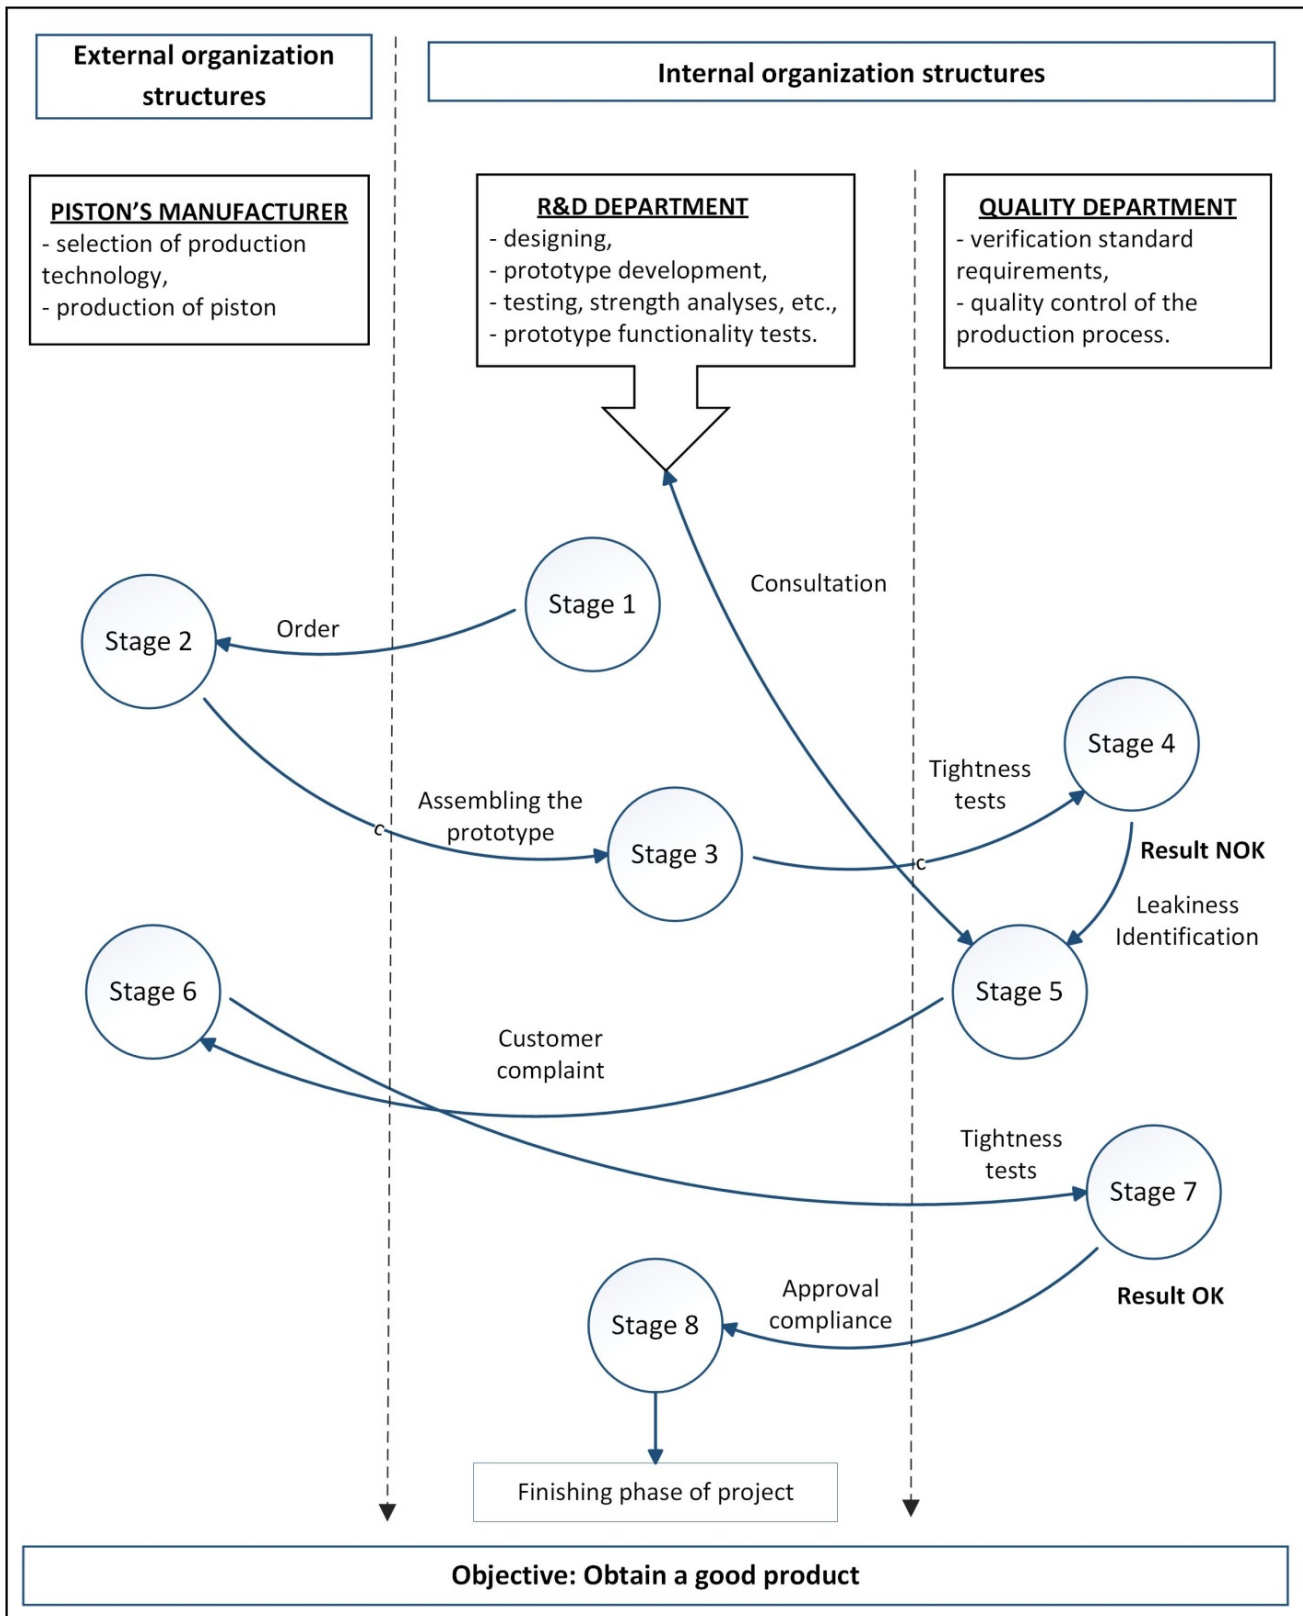 External organization
structures
Internal organization structures
PISTON’S MANUFACTURER
- selection of production
technology,
- production of piston
R&D DEPARTMENT
- designing,
- prototype development,
- testing, strength analyses, etc.,
- prototype functionality tests.
QUALITY DEPARTMENT
- verification standard
requirements,
- quality control of the
production process.
Consultation
Stage 1
Order
Stage 2
Stage 4
Tightness
tests
Assembling the
prototype
c
Stage 3
c
Result NOK
Leakiness
Identification
Stage 6
Stage 5
Customer
complaint
Tightness
tests
Stage 7
Result OK
Approval
compliance
Stage 8
Finishing phase of project
Objective: Obtain a good product